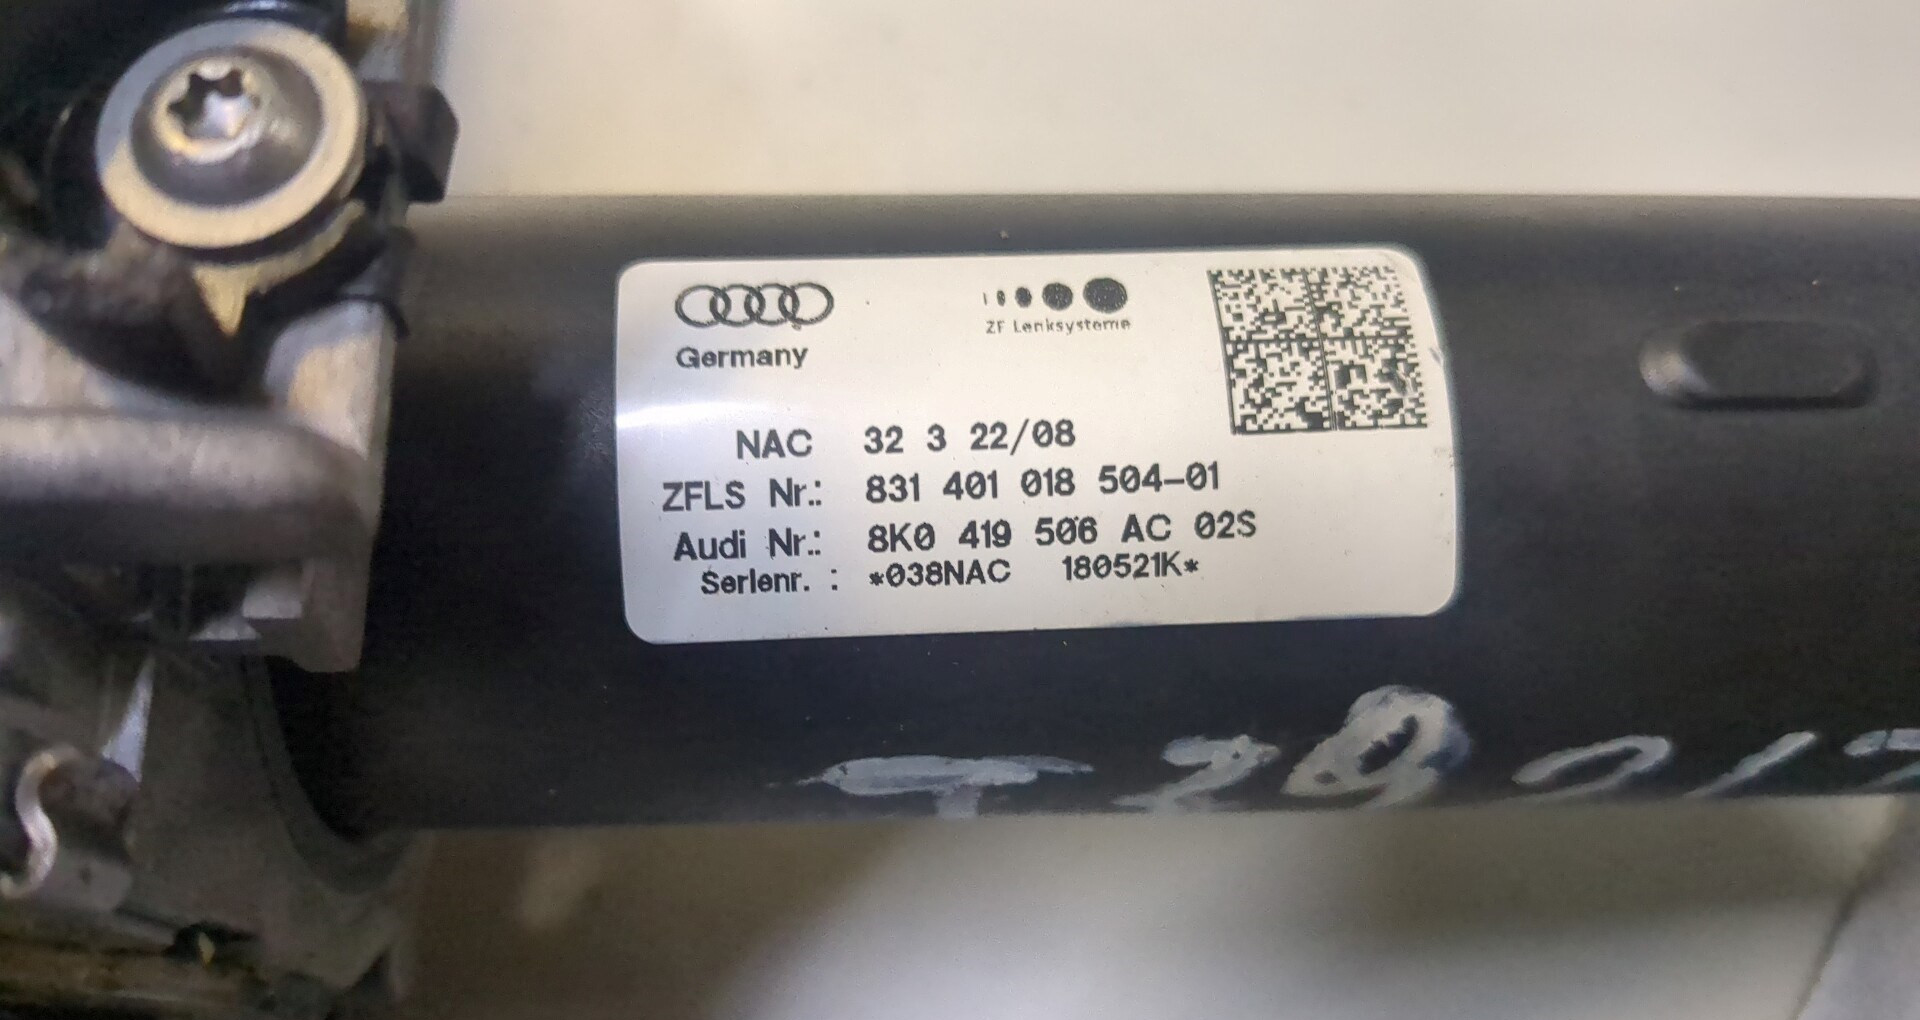 Germany
ZF Lenksysteme
NAC 32 3 22/08
ZFLS Nr.: 831 401 018 504-01
Audi Nr.: 8K0 419 506 AC 02S
Serienr. : *038NAC 180521K*